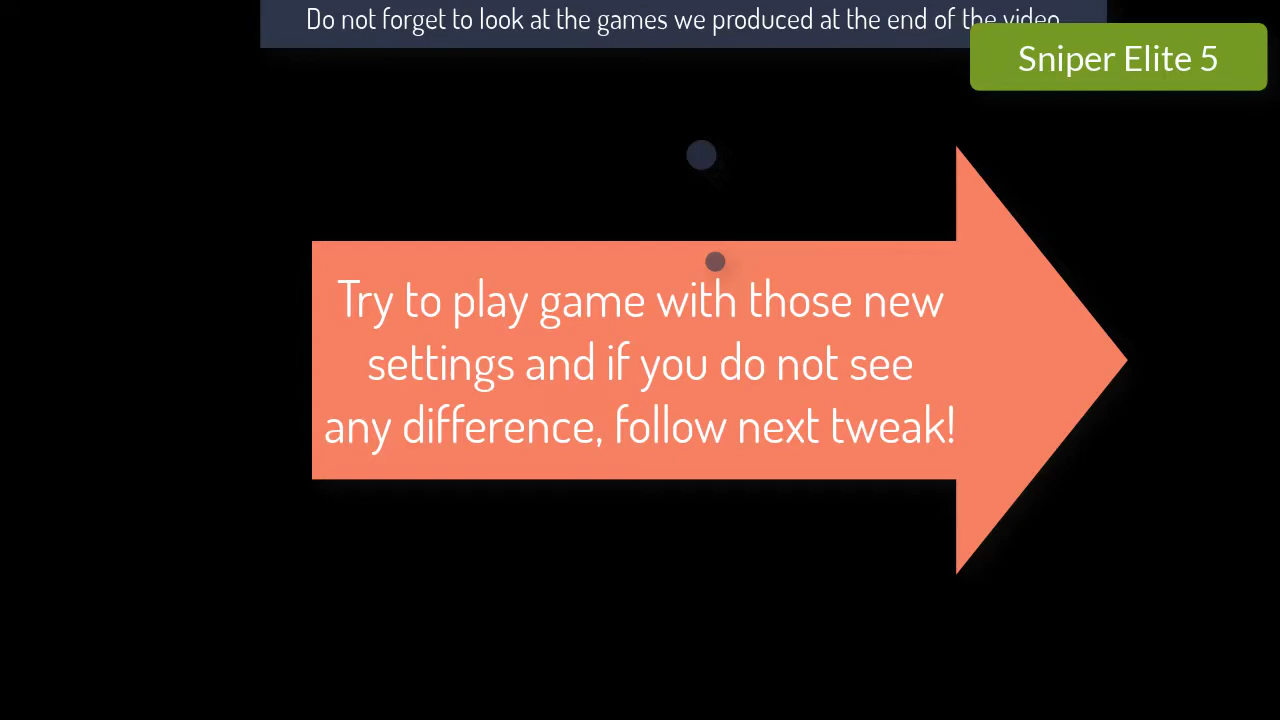 Do not forget to look at the games we produced at the end of the video
Sniper Elite 5
Try to play game with those new
settings and if you do not see
any difference, follow next tweak!